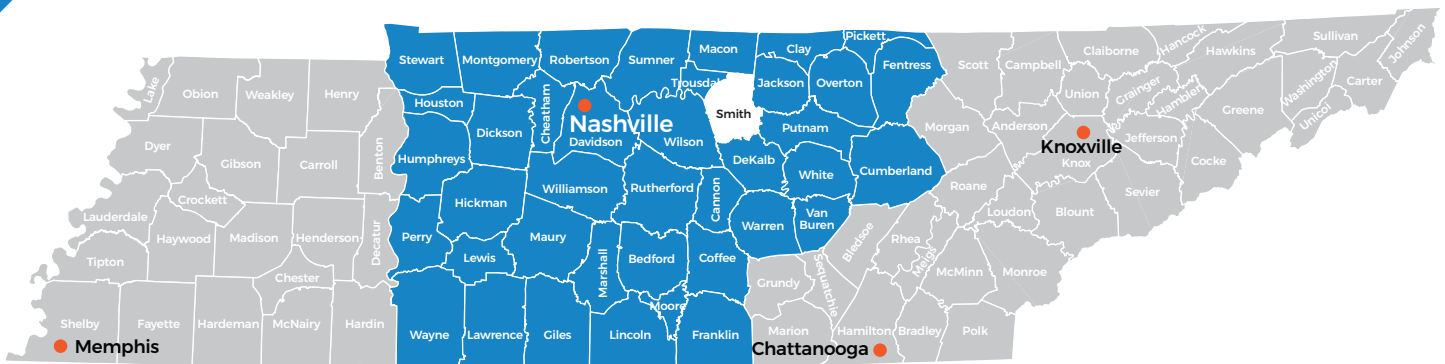 Stewart
Montgomery
Robertson
Sumner
Macon
Clay
Pickett
Fentress
Scott
Campbell
Claiborne
Hancock
Hawkins
Sullivan
Johnson
Lake
Obion
Weakley
Henry
Houston
Dickson
Cheatham
Trousdal
Smith
Jackson
Overton
Union
Grainger
Hamblen
Washington
Carter
Unicoi
Greene
Nashville
Davidson
Wilson
Putnam
Morgan
Anderson
Knoxville
Knox
Jefferson
Cocke
Dyer
Gibson
Carroll
Benton
Humphreys
Williamson
Rutherford
Cannon
DeKalb
White
Cumberland
Roane
Loudon
Blount
Sevier
Lauderdale
Crockett
Haywood
Madison
Henderson
Decatur
Perry
Hickman
Lewis
Maury
Marshall
Bedford
Coffee
Warren
Van
Buren
Bledsoe
Rhea
Meigs
McMinn
Monroe
Tipton
Chester
Grundy
Sequatchie
Shelby
Fayette
Hardeman
McNairy
Hardin
Wayne
Lawrence
Giles
Lincoln
Moore
Franklin
Marion
Hamilton
Bradley
Polk
Memphis
Chattanooga